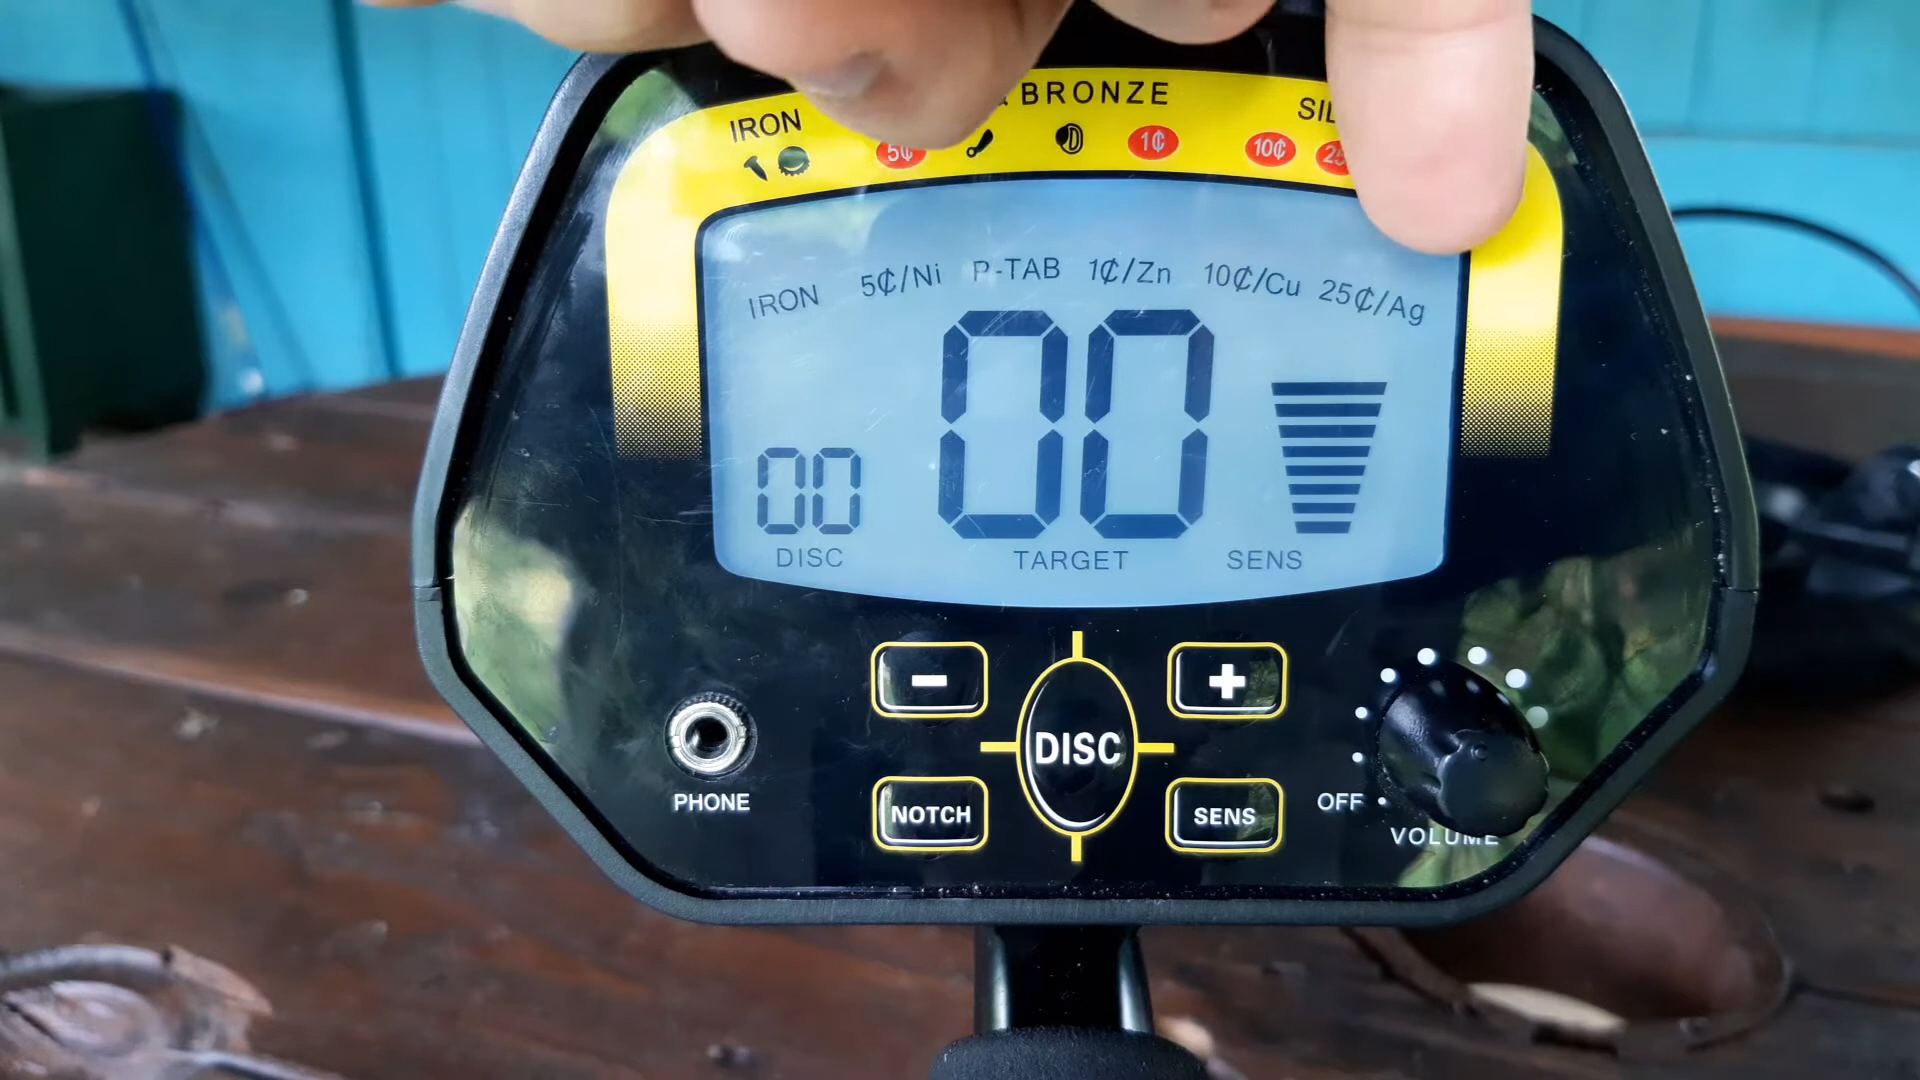 BRONZE
IRON
5¢ 1¢ 10¢
IRON 5¢/Ni P-TAB 1¢/Zn 10¢/Cu 25¢/Ag
00 00
DISC TARGET SENS
- +
DISC
PHONE NOTCH SENS OFF
VOLUME